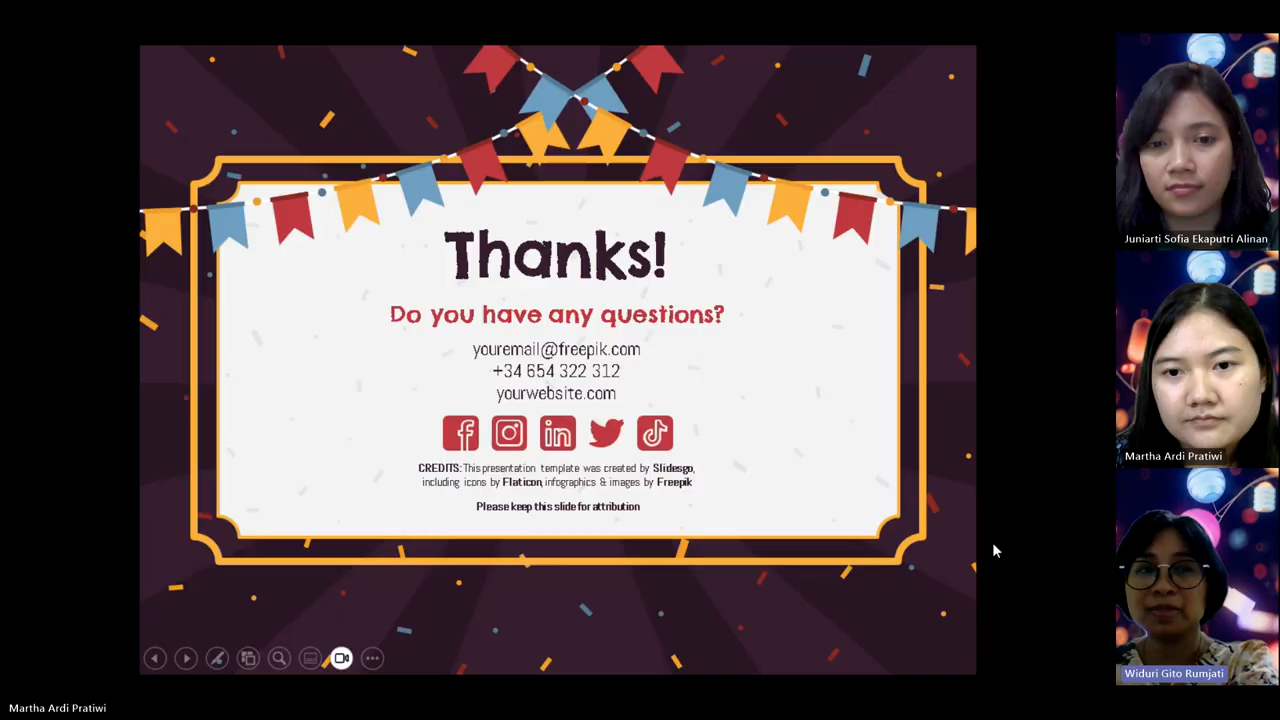 Thanks!
Do you have any questions?
youremail@freepik.com
+34 654 322 312
yourwebsite.com
CREDITS: This presentation template was created by Slidesgo,
including icons by Flaticon, infographics & images by Freepik
Please keep this slide for attribution
Juniarti Sofia Ekaputri Alinan
Martha Ardi Pratiwi
Widuri Gito Rumjati
Martha Ardi Pratiwi